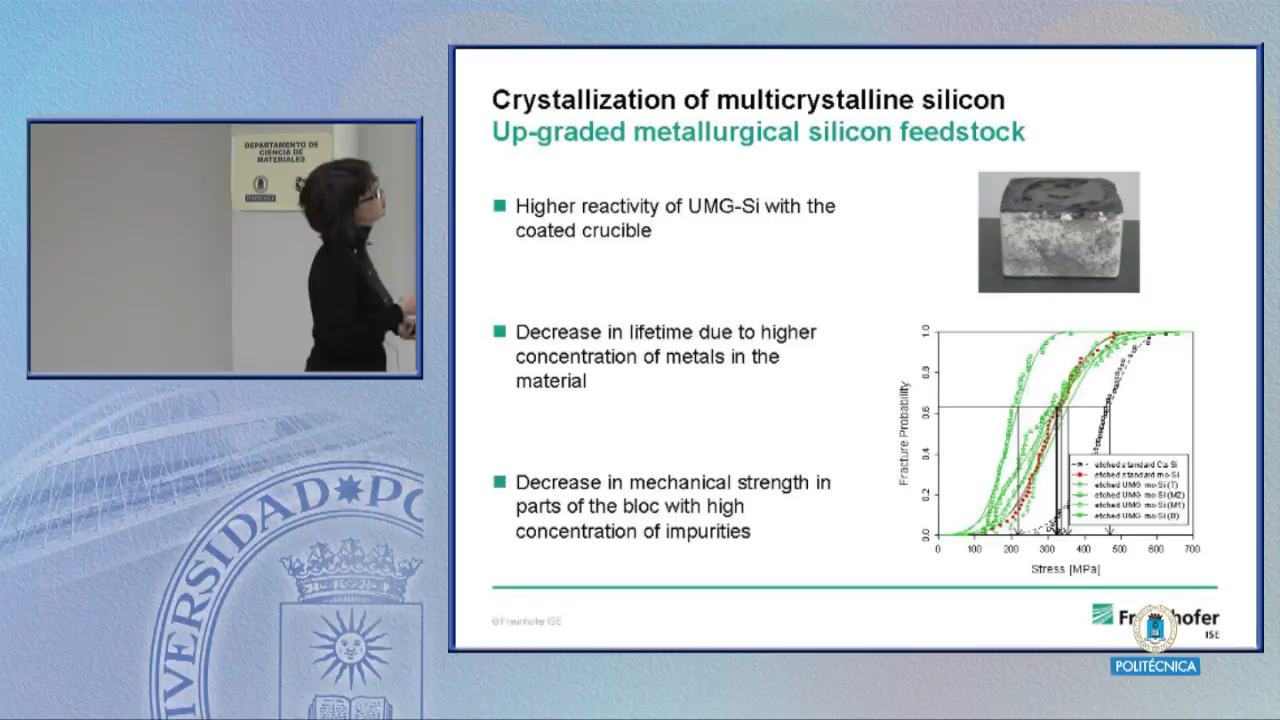 DEPARTAMENTO DE
CIENCIA DE
MATERIALES
POLITÉCNICA
Crystallization of multicrystalline silicon
Up-graded metallurgical silicon feedstock
Higher reactivity of UMG-Si with the
coated crucible
Decrease in lifetime due to higher
concentration of metals in the
material
Decrease in mechanical strength in
parts of the bloc with high
concentration of impurities
Fracture Probability
0.0 0.2 0.4 0.6 0.8 1.0
etched standard Cz-Si
etched standard mc-Si
etched UMG mc-Si (T)
etched UMG mc-Si (M2)
etched UMG mc-Si (M1)
etched UMG mc-Si (B)
0 100 200 300 400 500 600 700
Stress [MPa]
© Fraunhofer ISE
ISE
POLITÉCNICA
VERSIDAD PO